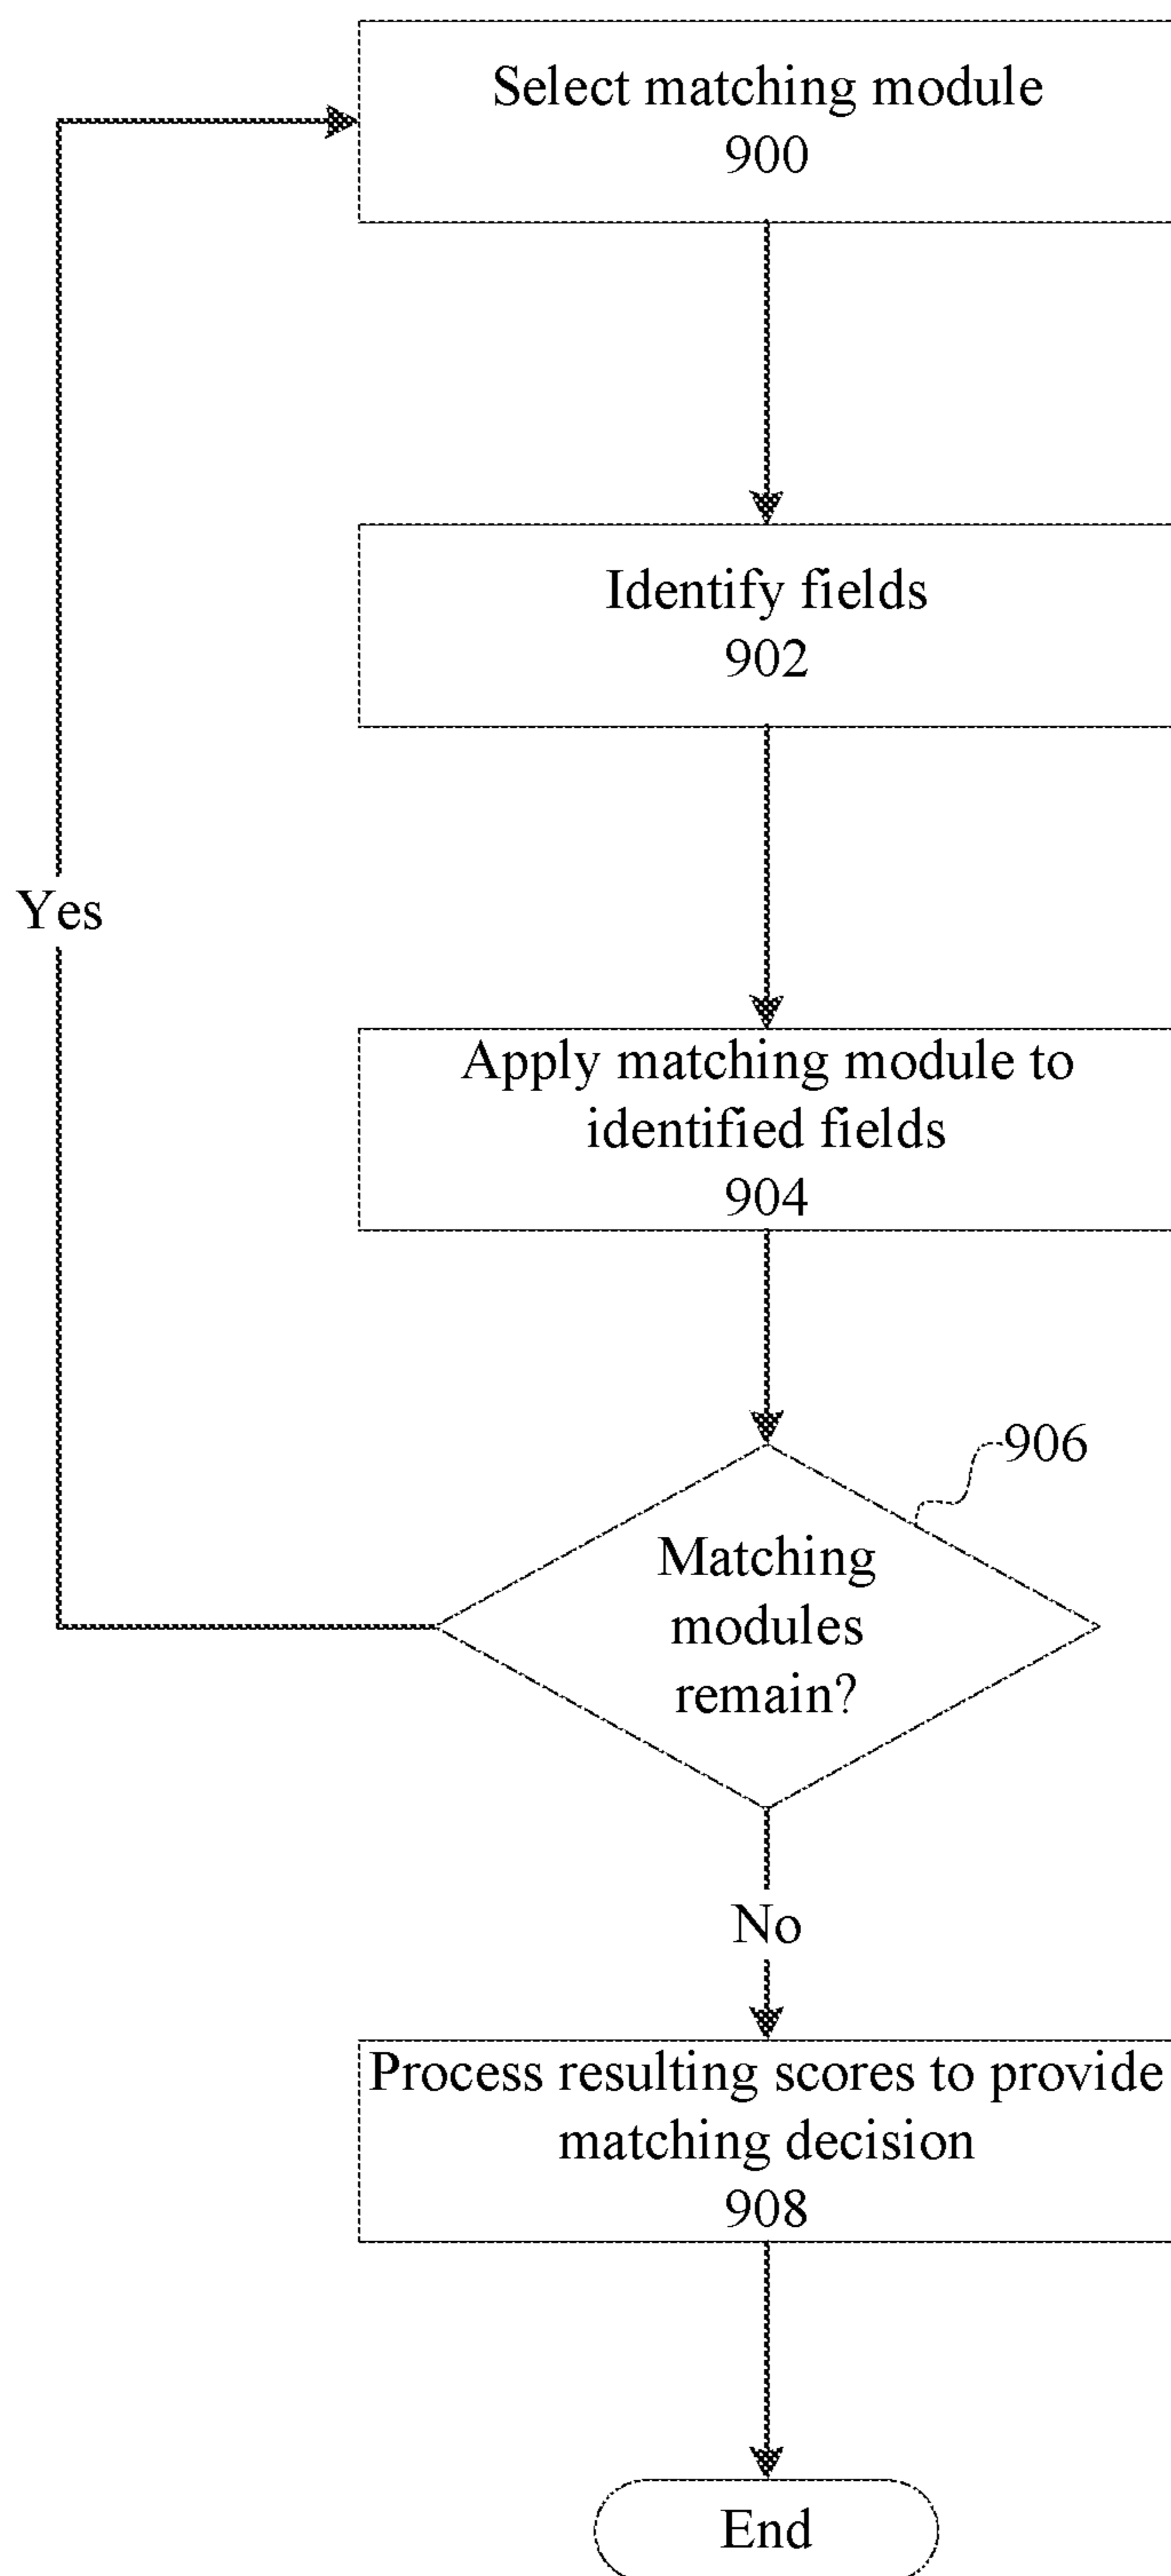 Select matching module
900
Identify fields
902
Yes
Apply matching module to
identified fields
904
906
Matching
modules
remain?
No
Process resulting scores to provide
matching decision
908
End